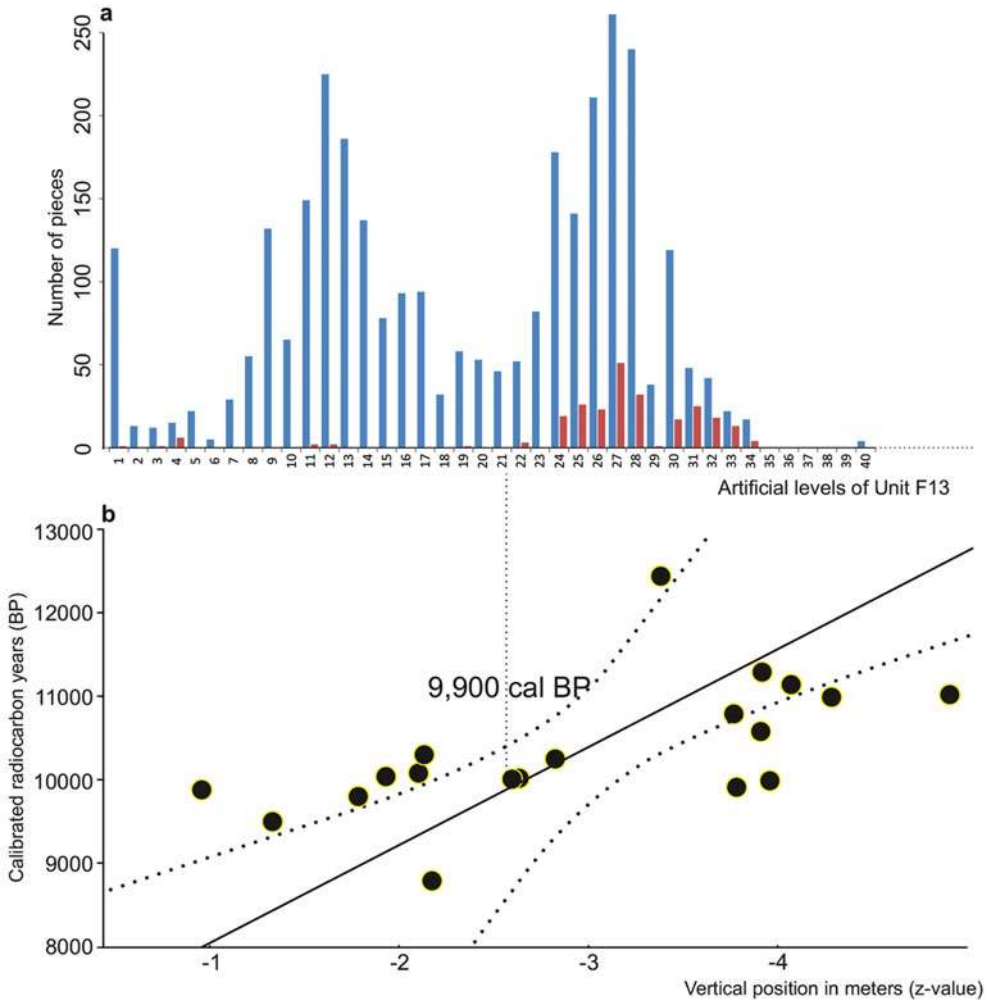 a
250
200
150
100
50
0
Number of pieces
1 2 3 4 5 6 7 8 9 10 11 12 13 14 15 16 17 18 19 20 21 22 23 24 25 26 27 28 29 30 31 32 33 34 35 36 37 38 39 40
Artificial levels of Unit F13
b
13000
12000
11000
10000
9000
8000
Calibrated radiocarbon years (BP)
9,900 cal BP
-1 -2 -3 -4
Vertical position in meters (z-value)